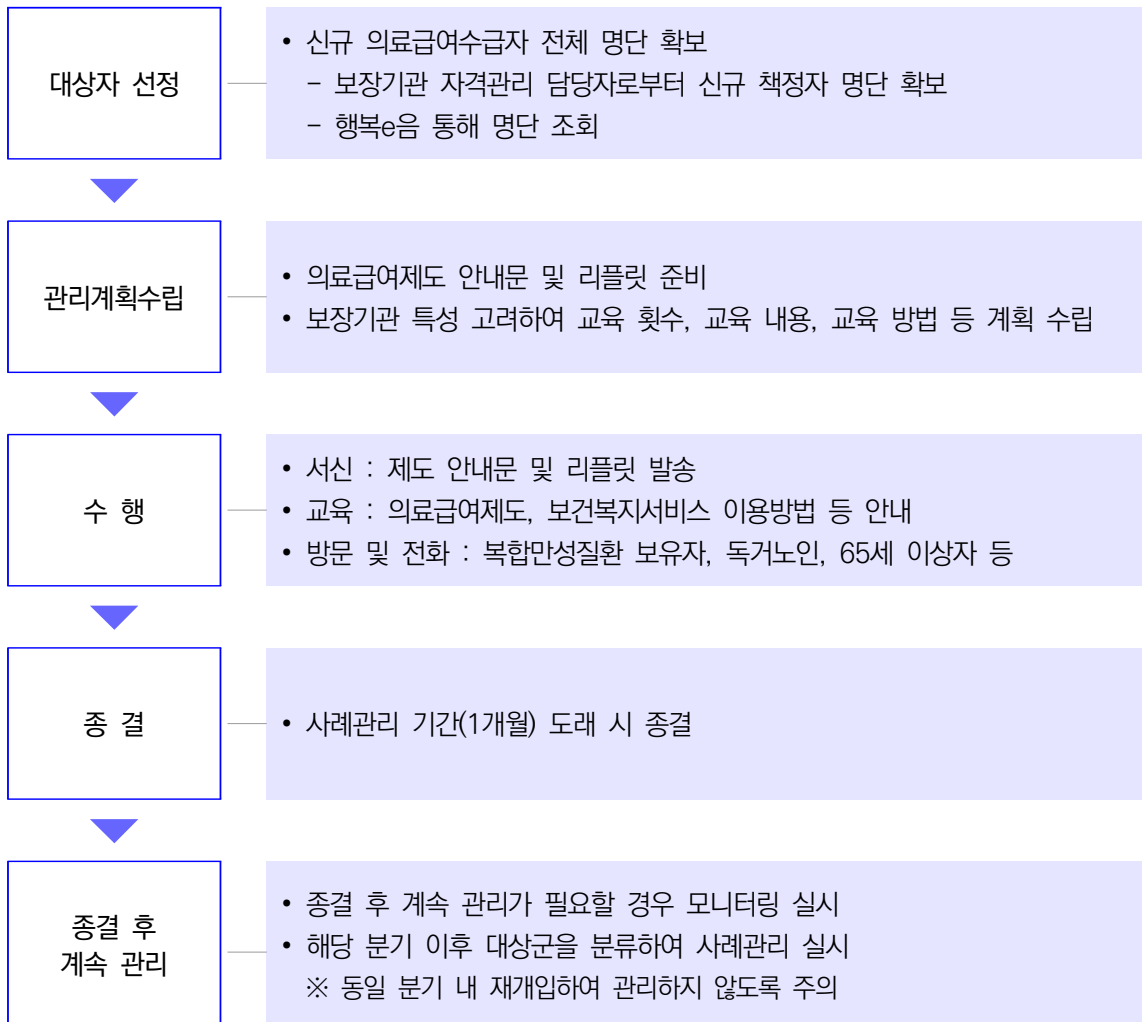 대상자 선정
• 신규 의료급여수급자 전체 명단 확보
- 보장기관 자격관리 담당자로부터 신규 책정자 명단 확보
- 행복e음 통해 명단 조회
관리계획수립
• 의료급여제도 안내문 및 리플릿 준비
• 보장기관 특성 고려하여 교육 횟수, 교육 내용, 교육 방법 등 계획 수립
수 행
• 서신 : 제도 안내문 및 리플릿 발송
• 교육 : 의료급여제도, 보건복지서비스 이용방법 등 안내
• 방문 및 전화 : 복합만성질환 보유자, 독거노인, 65세 이상자 등
종 결
• 사례관리 기간(1개월) 도래 시 종결
종결 후
계속 관리
• 종결 후 계속 관리가 필요할 경우 모니터링 실시
• 해당 분기 이후 대상군을 분류하여 사례관리 실시
※ 동일 분기 내 재개입하여 관리하지 않도록 주의